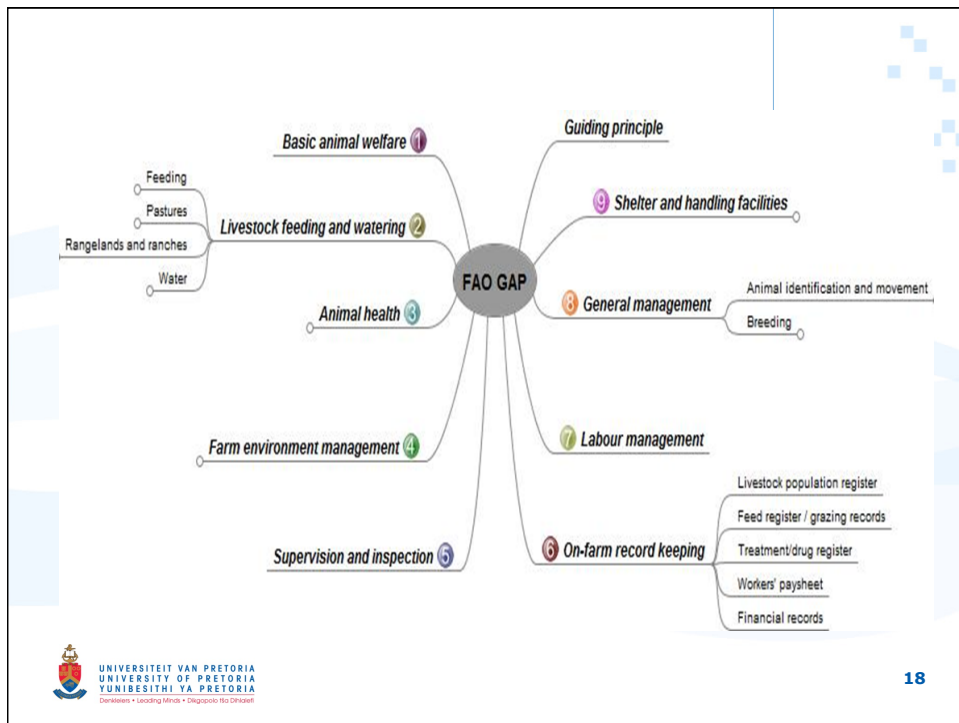 Guiding principle
Basic animal welfare 1
Feeding
Pastures
Rangelands and ranches
Water
Livestock feeding and watering 2
9 Shelter and handling facilities
FAO GAP
Animal health 3
8 General management
Animal identification and movement
Breeding
Farm environment management 4
7 Labour management
Supervision and inspection 5
6 On-farm record keeping
Livestock population register
Feed register / grazing records
Treatment/drug register
Workers' paysheet
Financial records
UNIVERSITEIT VAN PRETORIA
UNIVERSITY OF PRETORIA
YUNIBESITHI YA PRETORIA
Denkleiers • Leading Minds • Dikgopolo tša Dihlalefi
18